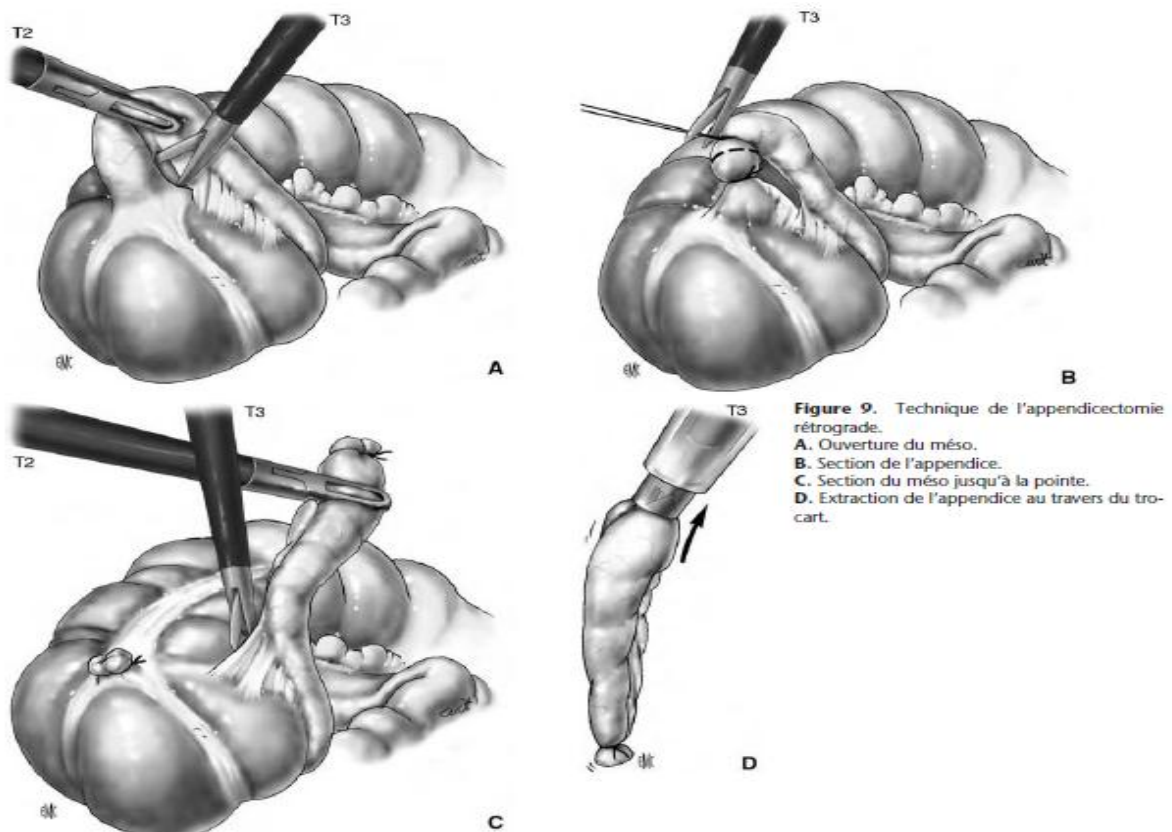 T2
T3
A
T3
B
T3
T2
C
T3
D
Figure 9. Technique de l'appendicectomie
rétrograde.
A. Ouverture du méso.
B. Section de l'appendice.
C. Section du méso jusqu'à la pointe.
D. Extraction de l'appendice au travers du tro-
cart.